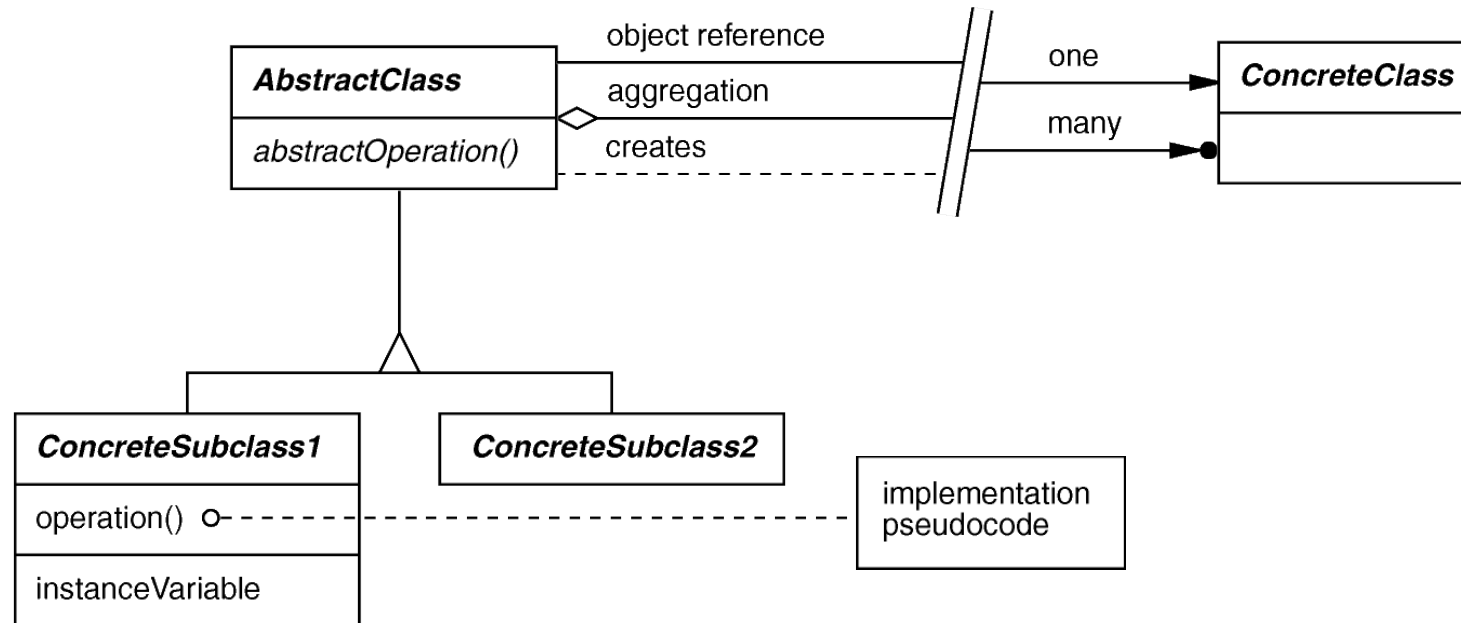 object reference
one
AbstractClass
ConcreteClass
aggregation
many
abstractOperation()
creates
ConcreteSubclass1
ConcreteSubclass2
implementation
pseudocode
operation()
instanceVariable